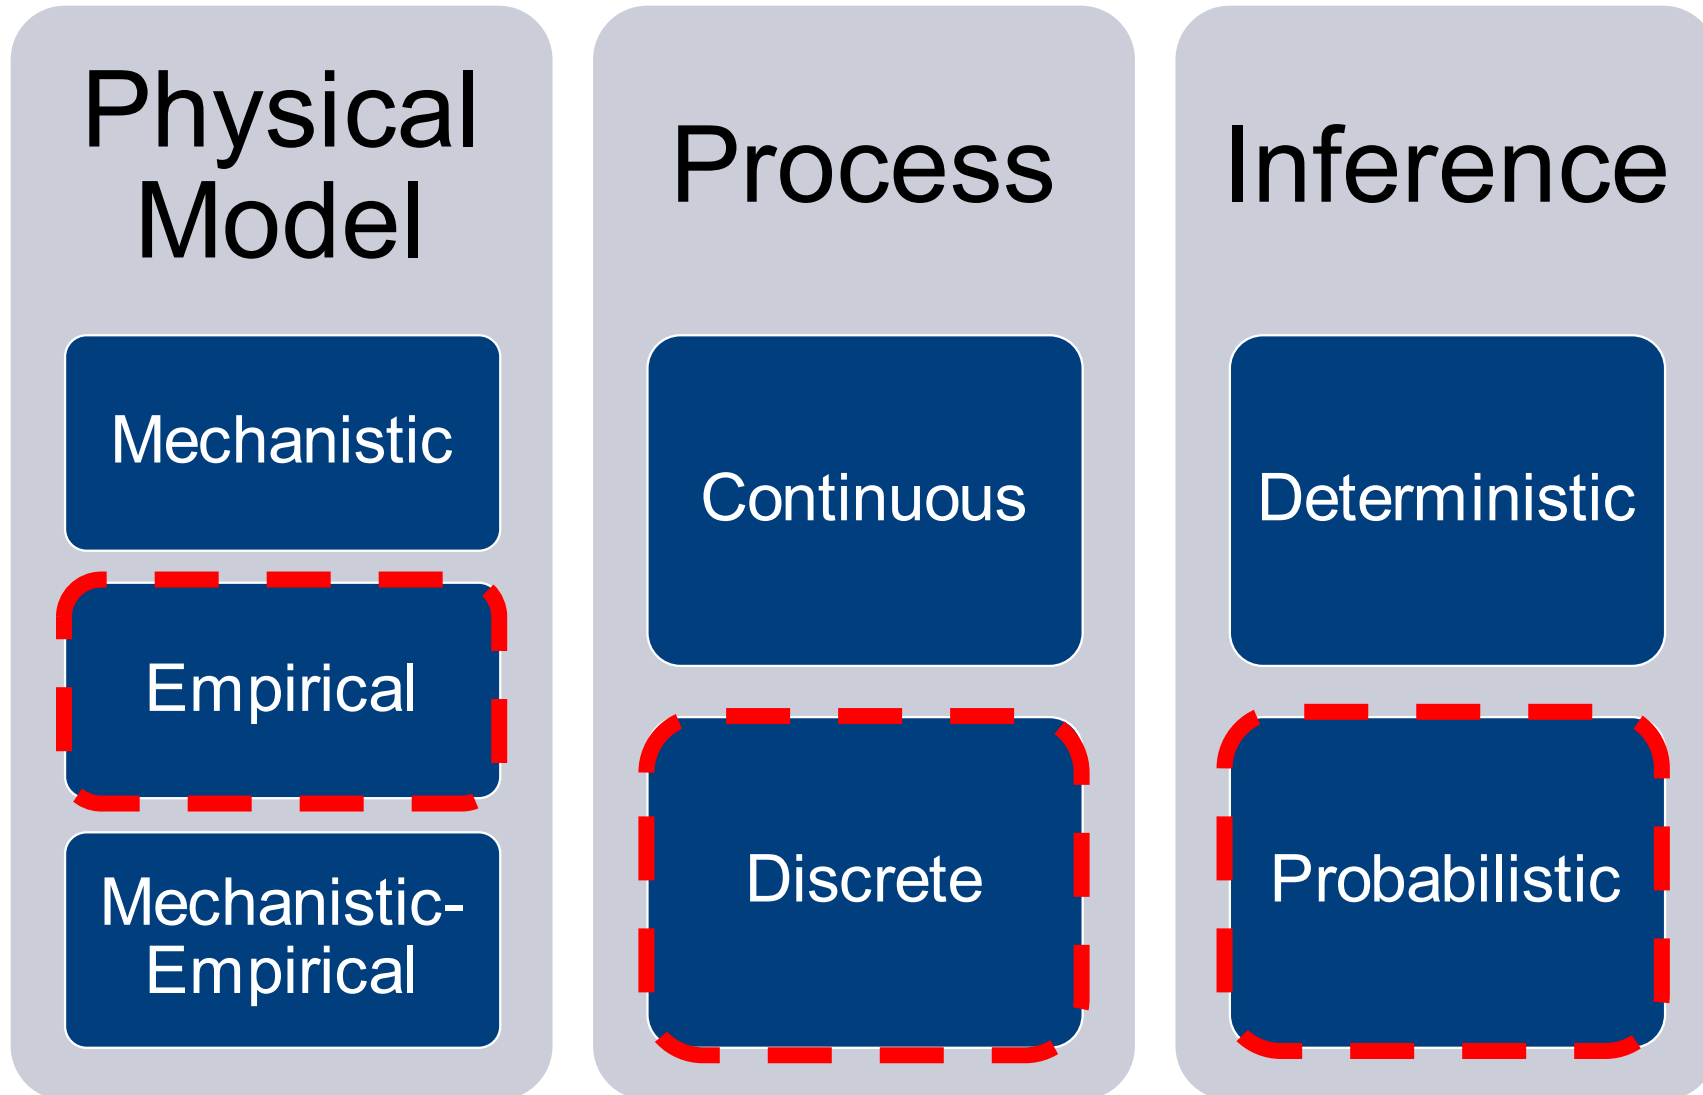 Physical
Model
Mechanistic
Empirical
Mechanistic-
Empirical
Process
Continuous
Discrete
Inference
Deterministic
Probabilistic